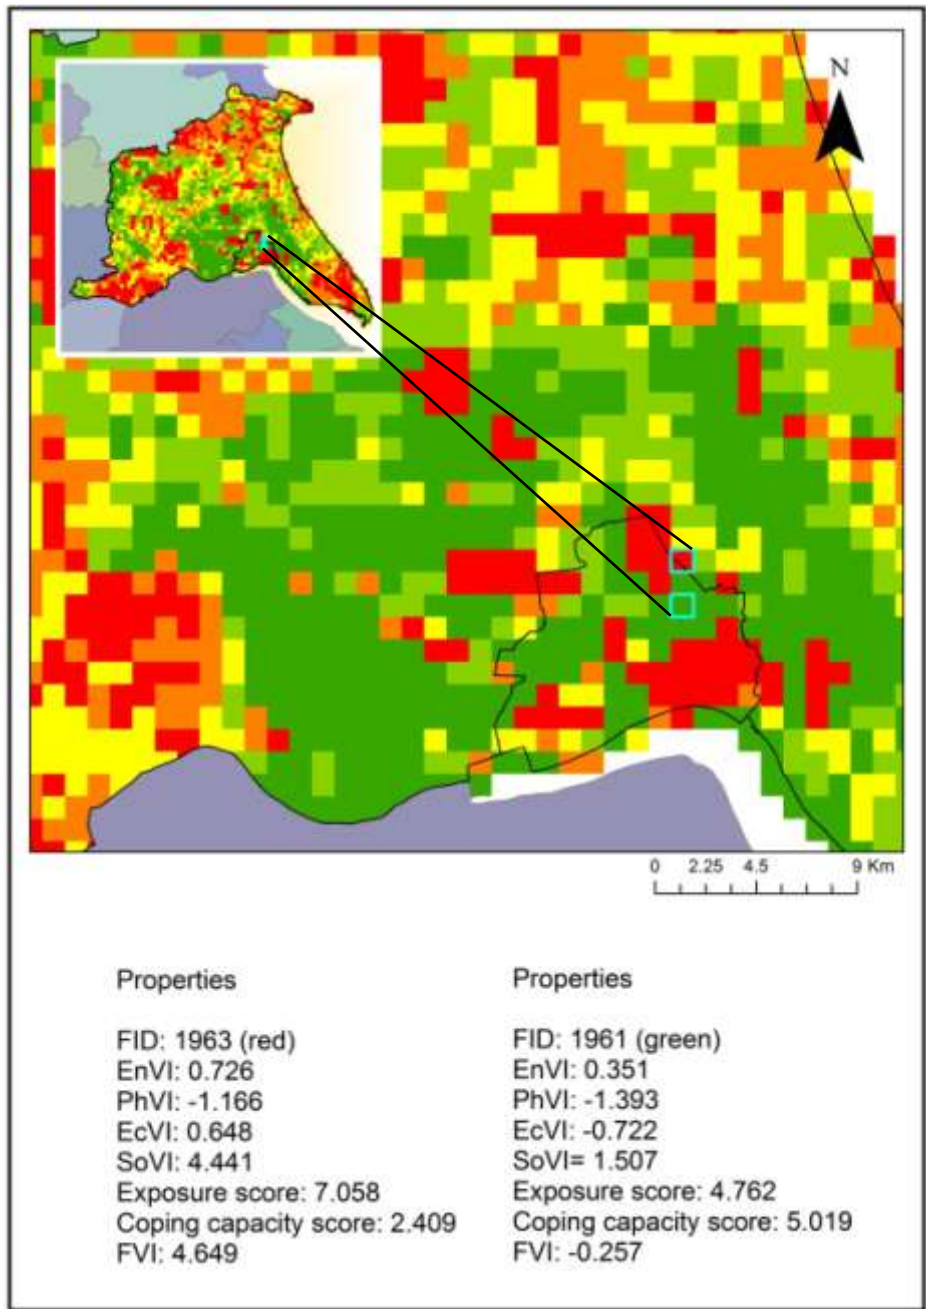 N
0 2.25 4.5 9 Km
Properties
FID: 1963 (red)
EnVI: 0.726
PhVI: -1.166
EcVI: 0.648
SoVI: 4.441
Exposure score: 7.058
Coping capacity score: 2.409
FVI: 4.649
Properties
FID: 1961 (green)
EnVI: 0.351
PhVI: -1.393
EcVI: -0.722
SoVI= 1.507
Exposure score: 4.762
Coping capacity score: 5.019
FVI: -0.257